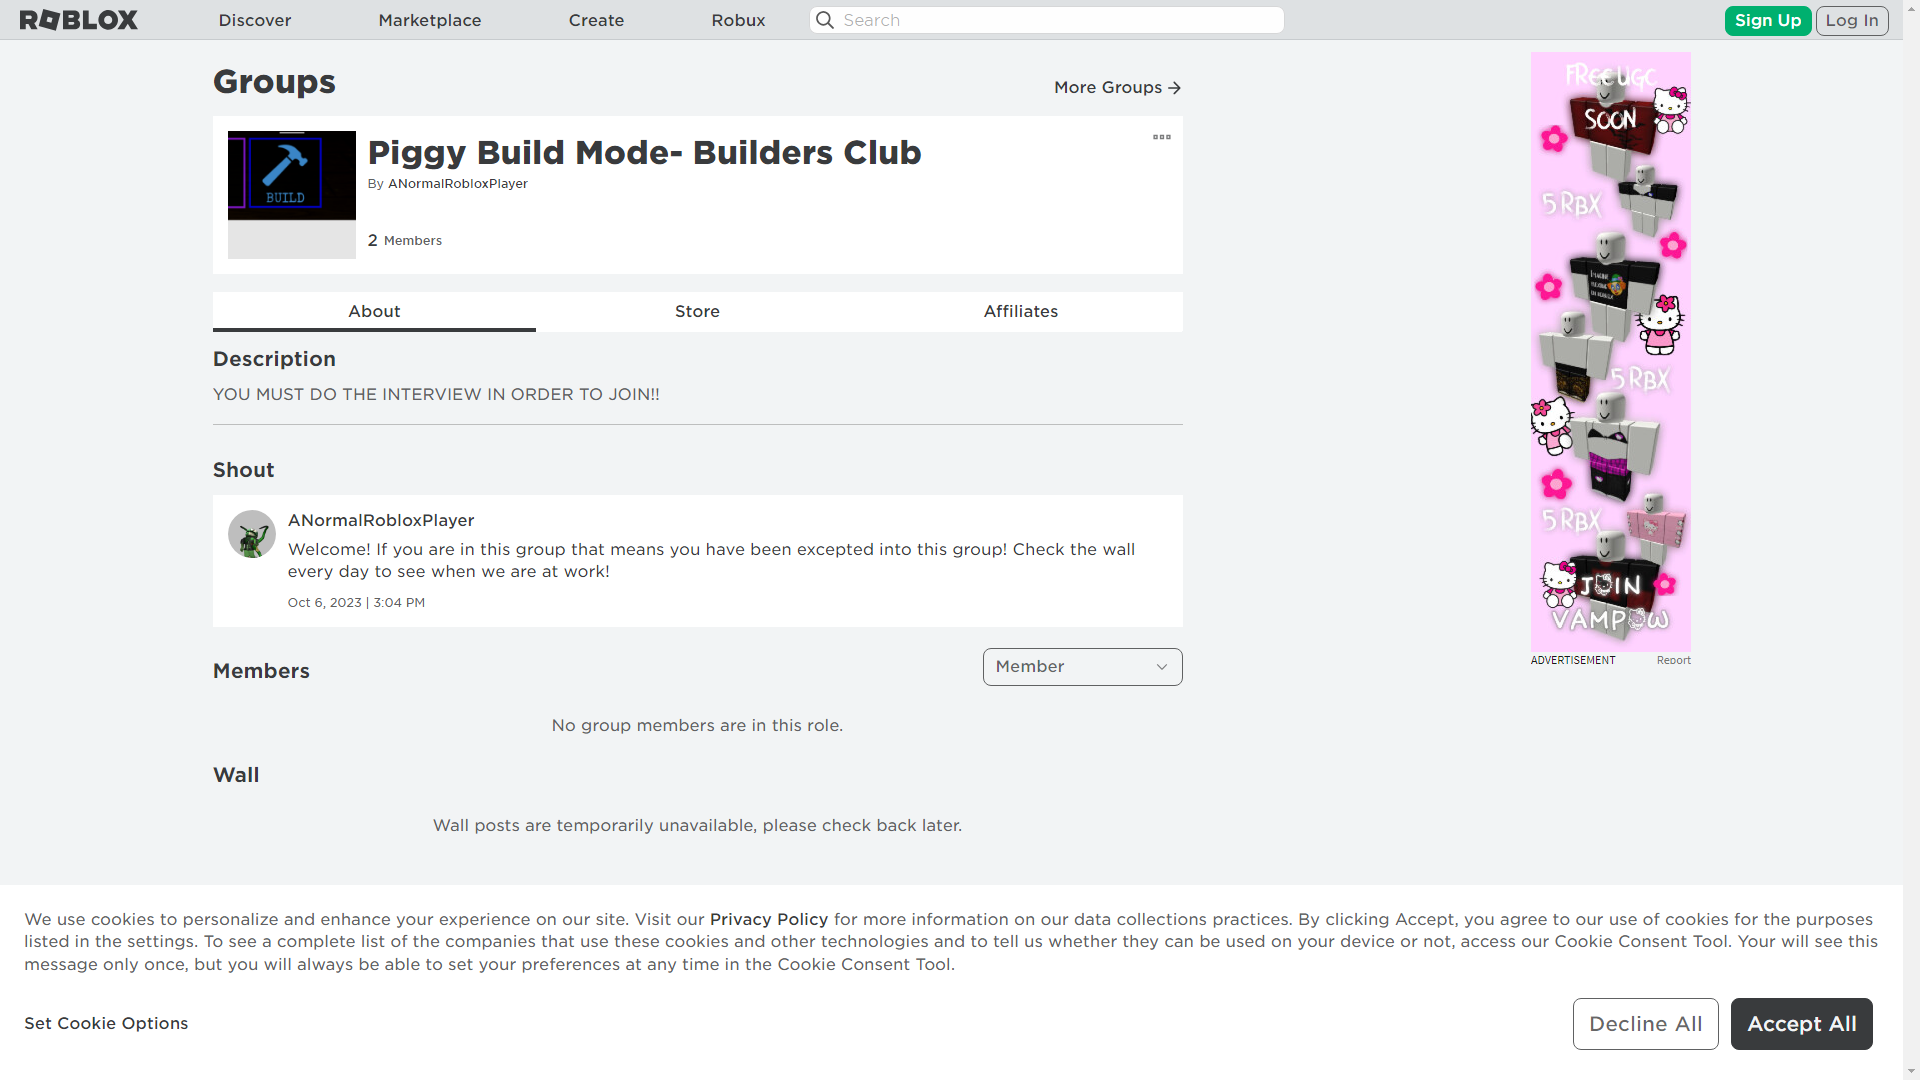 ROBLOX
Discover
Marketplace
Create
Robux
Search
Sign Up
Log In
Groups
More Groups
BUILD
Piggy Build Mode- Builders Club
By ANormalRobloxPlayer
2 Members
About
Store
Affiliates
Description
YOU MUST DO THE INTERVIEW IN ORDER TO JOIN!!
Shout
ANormalRobloxPlayer
Welcome! If you are in this group that means you have been excepted into this group! Check the wall
every day to see when we are at work!
Oct 6, 2023 | 3:04 PM
Members
Member
No group members are in this role.
Wall
Wall posts are temporarily unavailable, please check back later.
FREE UGC
SOON
5 RBX
5 RBX
5 RBX
JOIN
VAMPOW
ADVERTISEMENT
Report
We use cookies to personalize and enhance your experience on our site. Visit our Privacy Policy for more information on our data collections practices. By clicking Accept, you agree to our use of cookies for the purposes
listed in the settings. To see a complete list of the companies that use these cookies and other technologies and to tell us whether they can be used on your device or not, access our Cookie Consent Tool. Your will see this
message only once, but you will always be able to set your preferences at any time in the Cookie Consent Tool.
Set Cookie Options
Decline All
Accept All